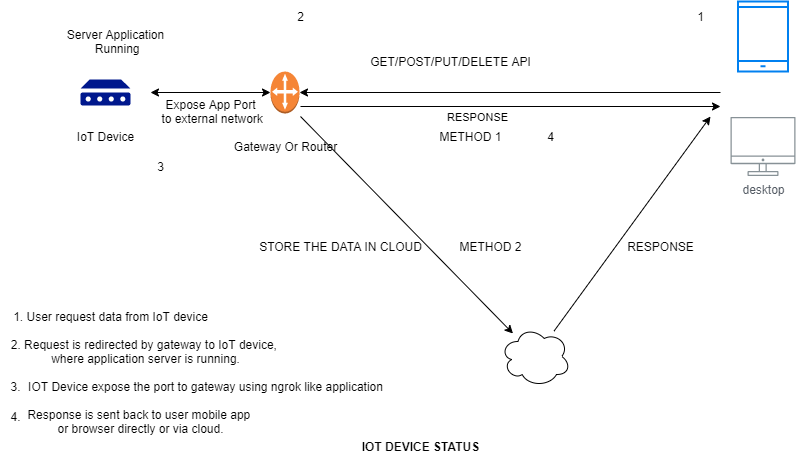 2
1
Server Application
Running
GET/POST/PUT/DELETE API
Expose App Port
to external network
RESPONSE
IoT Device
METHOD 1
4
Gateway Or Router
3
desktop
STORE THE DATA IN CLOUD
METHOD 2
RESPONSE
1. User request data from IoT device
2. Request is redirected by gateway to IoT device,
where application server is running.
3. IOT Device expose the port to gateway using ngrok like application
4. Response is sent back to user mobile app
or browser directly or via cloud.
IOT DEVICE STATUS